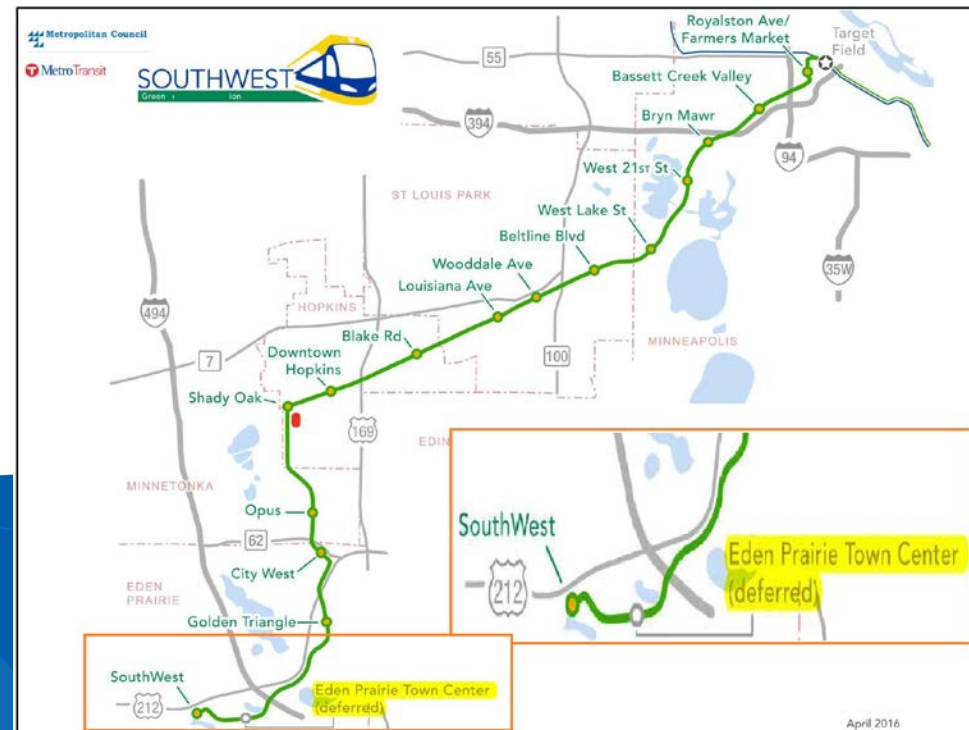 Metropolitan Council
MetroTransit
SOUTHWEST
Green
Royalston Ave/
Farmers Market
Target
Field
55
Bassett Creek Valley
394
Bryn Mawr
94
West 21ST St
ST LOUIS PARK
West Lake St
Beltline Blvd
Wooddale Ave
35W
Louisiana Ave
494
HOPKINS
Blake Rd
MINNEAPOLIS
100
7
Downtown
Hopkins
Shady Oak
169
EDIN
MINNETONKA
Opus
62
City West
EDEN
PRAIRIE
Golden Triangle
SouthWest
212
Eden Prairie Town Center
(deferred)
SouthWest
212
Eden Prairie Town Center
(deferred)
April 2016